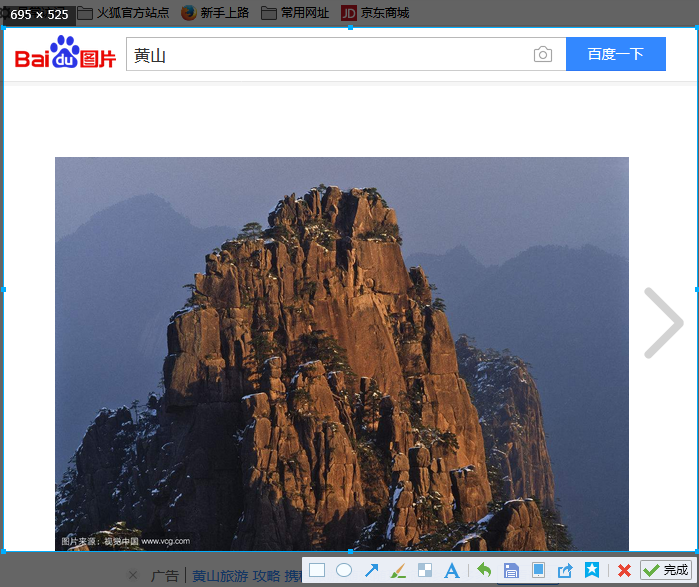 695 × 525
火狐官方站点 新手上路 常用网址 JD 京东商城
Bai du 图片 黄山 百度一下
图片来源：视觉中国 www.vcg.com
广告 黄山旅游 攻略 携
A 完成